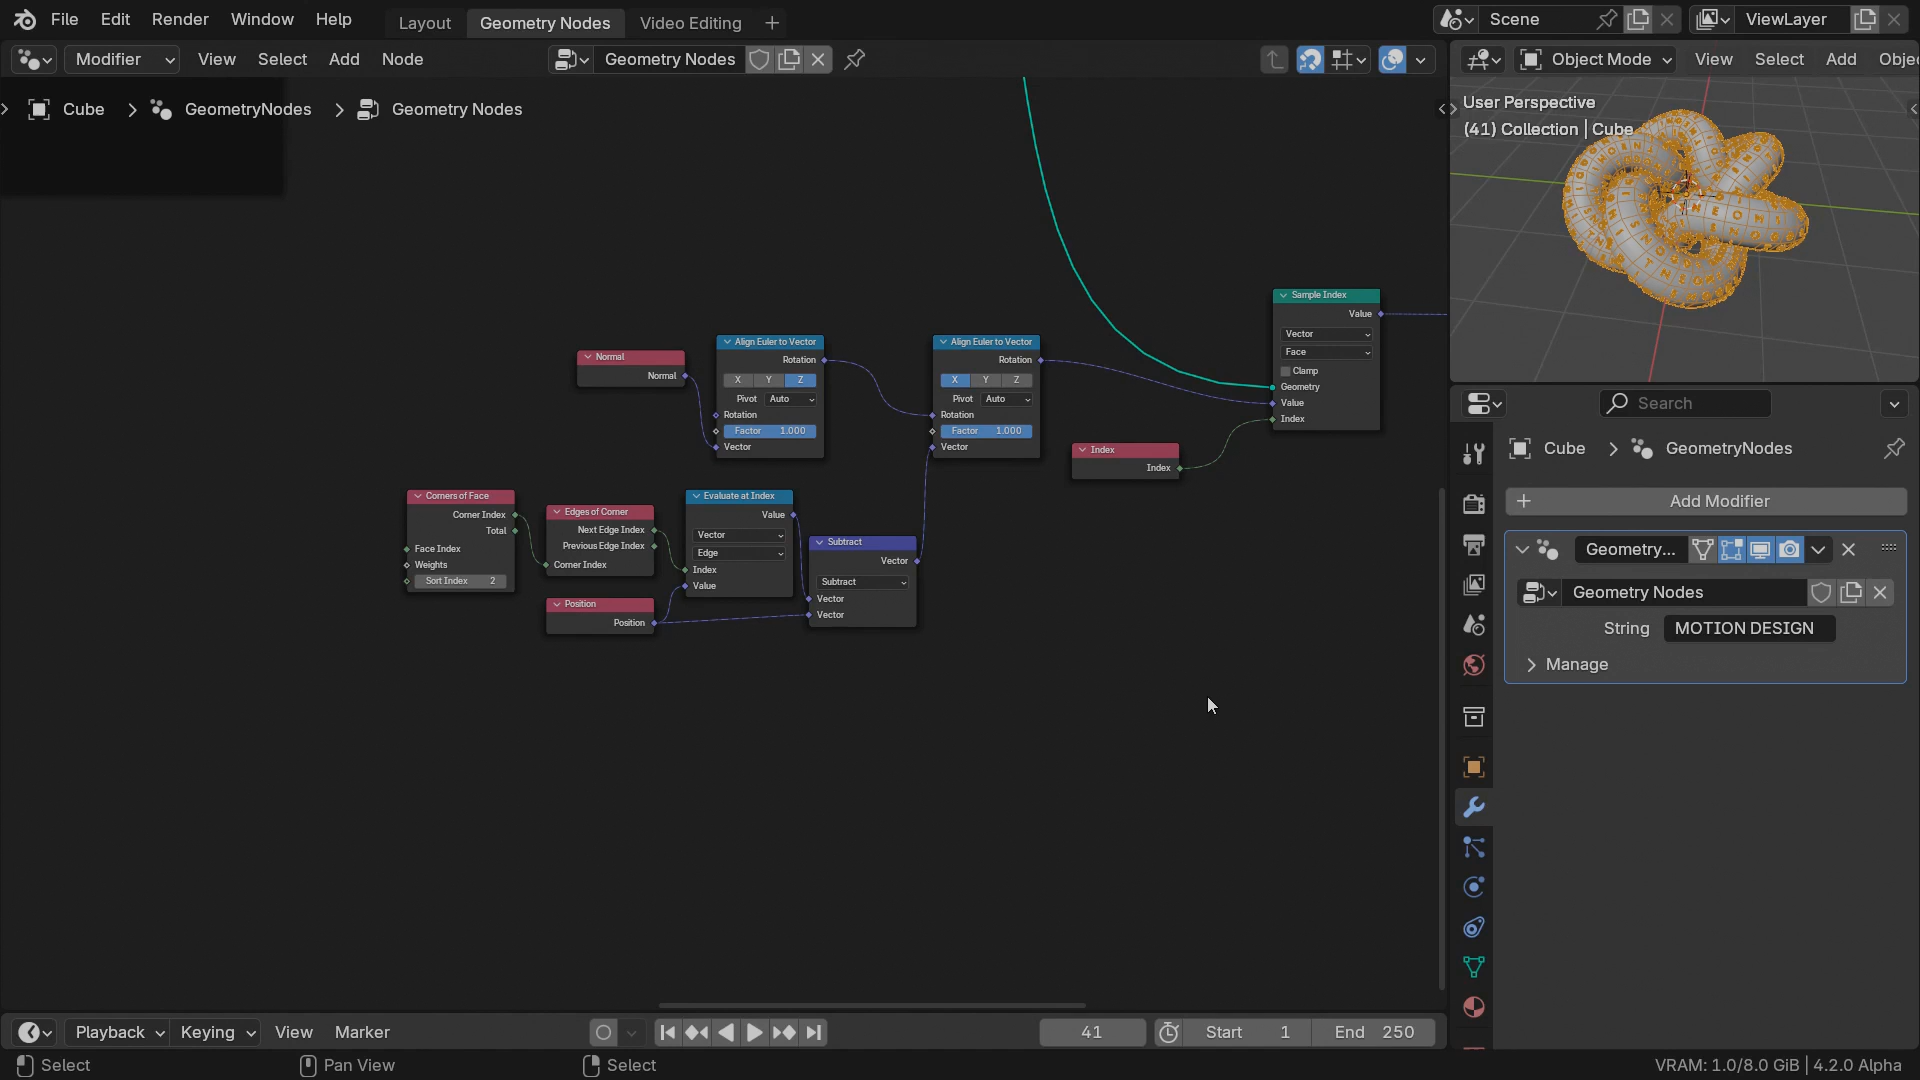 File Edit Render Window Help Layout Geometry Nodes Video Editing + Scene ViewLayer
Modifier View Select Add Node Geometry Nodes Object Mode View Select Add Obje
Cube > GeometryNodes > Geometry Nodes
User Perspective
(41) Collection | Cube
Sample Index
Value
Vector
Face
Clamp
Geometry
Value
Index
Align Euler to Vector
Rotation
X Y Z
Pivot Auto
Rotation
Factor 1.000
Vector
Align Euler to Vector
Rotation
X Y Z
Pivot Auto
Rotation
Factor 1.000
Vector
Normal
Normal
Index
Index
Corners of Face
Corner Index
Total
Face Index
Weights
Sort Index 2
Edges of Corner
Next Edge Index
Previous Edge Index
Corner Index
Evaluate at Index
Value
Vector
Edge
Index
Value
Subtract
Vector
Subtract
Vector
Vector
Position
Position
Search
Cube > GeometryNodes
+ Add Modifier
Geometry...
Geometry Nodes
String MOTION DESIGN
Manage
Playback Keying View Marker 41 Start 1 End 250
Select Pan View Select VRAM: 1.0/8.0 GiB | 4.2.0 Alpha